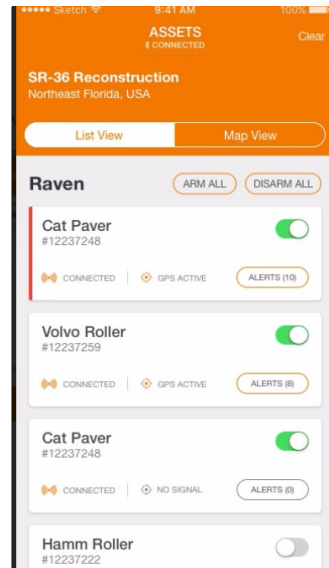 Sketch 9:41 AM 100%
ASSETS
CONNECTED
Clear
SR-36 Reconstruction
Northeast Florida, USA
List View Map View
Raven ARM ALL DISARM ALL
Cat Paver
#12237248
CONNECTED GPS ACTIVE ALERTS (10)
Volvo Roller
#12237259
CONNECTED GPS ACTIVE ALERTS (8)
Cat Paver
#12237248
CONNECTED NO SIGNAL ALERTS (0)
Hamm Roller
#12237222